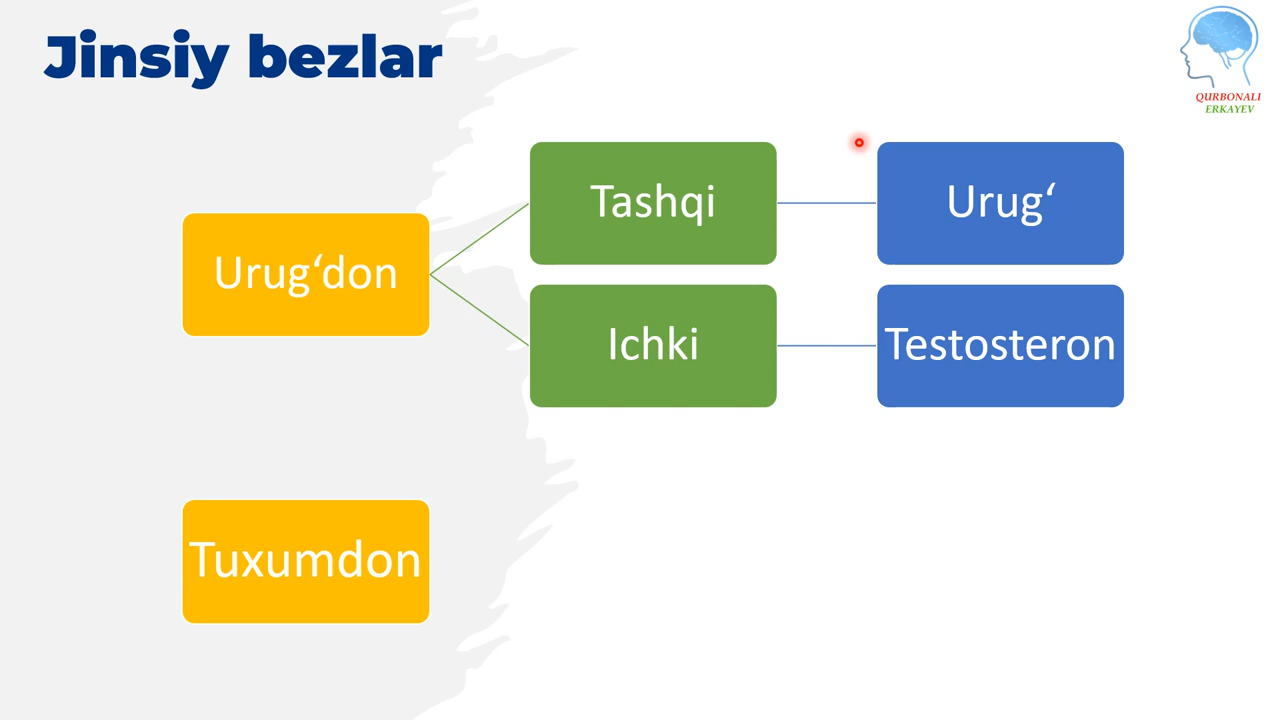 Jinsiy bezlar
QURBONALI
ERKAYEV
Urug‘don
Tashqi
Urug‘
Ichki
Testosteron
Tuxumdon